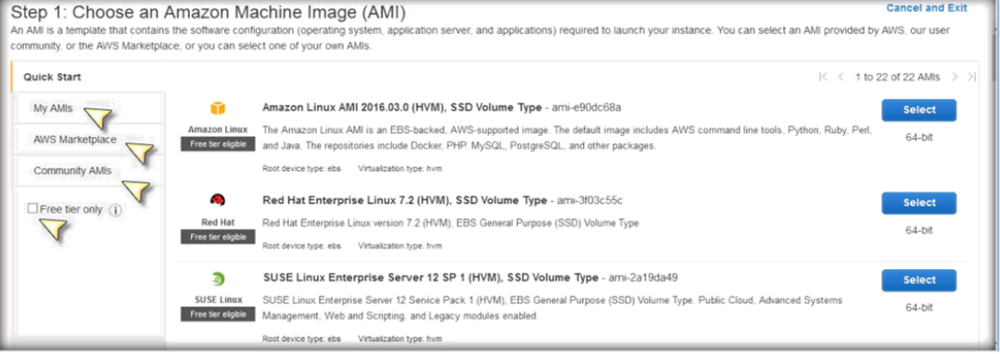 Step 1: Choose an Amazon Machine Image (AMI)
Cancel and Exit
An AMI is a template that contains the software configuration (operating system, application server, and applications) required to launch your instance. You can select an AMI provided by AWS, our user
community, or the AWS Marketplace; or you can select one of your own AMIs.
Quick Start
|< < 1 to 22 of 22 AMIs > >|
My AMIs
AWS Marketplace
Community AMIs
Free tier only i
Amazon Linux AMI 2016.03.0 (HVM), SSD Volume Type - ami-e90dc68a
Select
Amazon Linux
Free tier eligible
The Amazon Linux AMI is an EBS-backed, AWS-supported image. The default image includes AWS command line tools, Python, Ruby, Perl,
and Java. The repositories include Docker, PHP, MySQL, PostgreSQL, and other packages.
64-bit
Root device type: ebs Virtualization type: hvm
Red Hat Enterprise Linux 7.2 (HVM), SSD Volume Type - ami-3f03c55c
Select
Red Hat
Free tier eligible
Red Hat Enterprise Linux version 7.2 (HVM), EBS General Purpose (SSD) Volume Type
64-bit
Root device type: ebs Virtualization type: hvm
SUSE Linux Enterprise Server 12 SP 1 (HVM), SSD Volume Type - ami-2a19da49
Select
SUSE Linux
Free tier eligible
SUSE Linux Enterprise Server 12 Service Pack 1 (HVM), EBS General Purpose (SSD) Volume Type. Public Cloud, Advanced Systems
Management, Web and Scripting, and Legacy modules enabled.
64-bit
Root device type: ebs Virtualization type: hvm